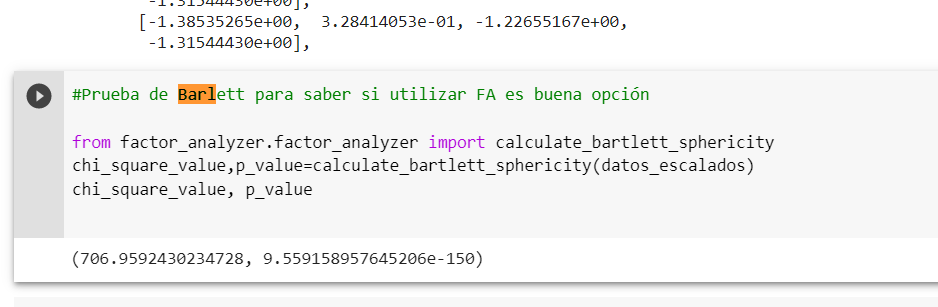 -1.31544430e+00],
[-1.38535265e+00,  3.28414053e-01, -1.22655167e+00,
-1.31544430e+00],
#Prueba de Barlett para saber si utilizar FA es buena opción
from factor_analyzer.factor_analyzer import calculate_bartlett_sphericity
chi_square_value,p_value=calculate_bartlett_sphericity(datos_escalados)
chi_square_value, p_value
(706.9592430234728, 9.559158957645206e-150)